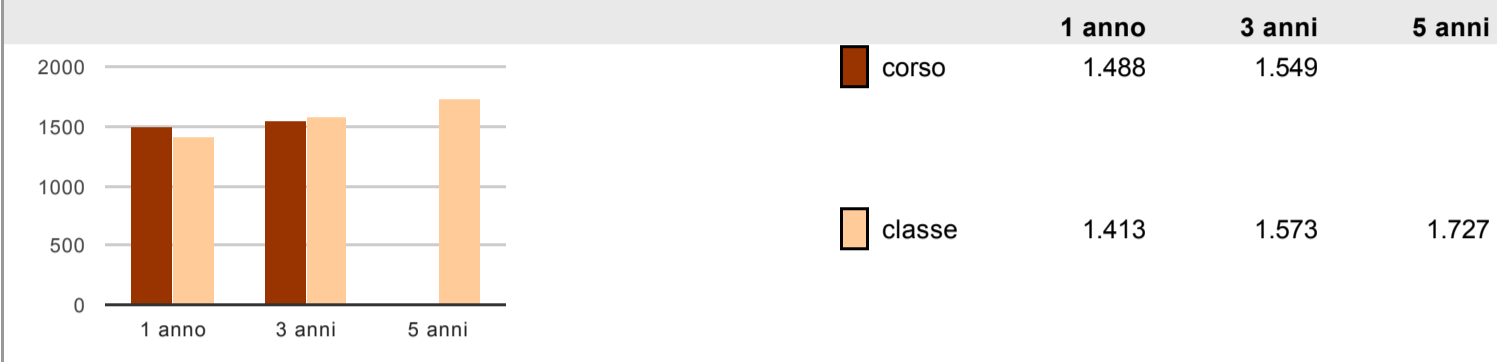 1 anno 3 anni 5 anni
2000
1500
1000
500
0
1 anno 3 anni 5 anni
corso 1.488 1.549
classe 1.413 1.573 1.727